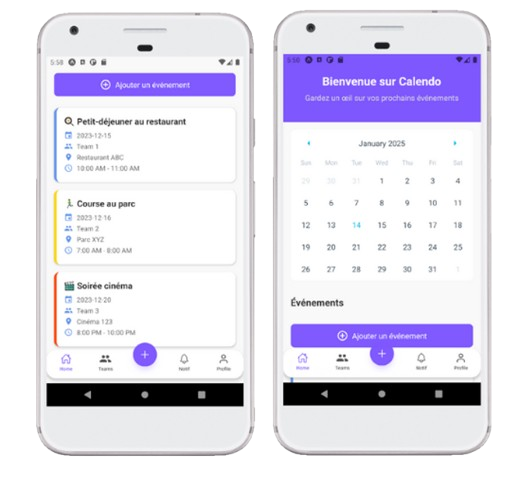 5:58
Ajouter un événement
Petit-déjeuner au restaurant
2023-12-15
Team 1
Restaurant ABC
10:00 AM - 11:00 AM
Course au parc
2023-12-16
Team 2
Parc XYZ
7:00 AM - 8:00 AM
Soirée cinéma
2023-12-20
Team 3
Cinéma 123
8:00 PM - 10:00 PM
Home Teams Notif Profile
5:58
Bienvenue sur Calendo
Gardez un œil sur vos prochains événements
January 2025
Sun Mon Tue Wed Thu Fri Sat
29 30 31 1 2 3 4
5 6 7 8 9 10 11
12 13 14 15 16 17 18
19 20 21 22 23 24 25
26 27 28 29 30 31 1
Événements
Ajouter un événement
Home Teams Notif Profile